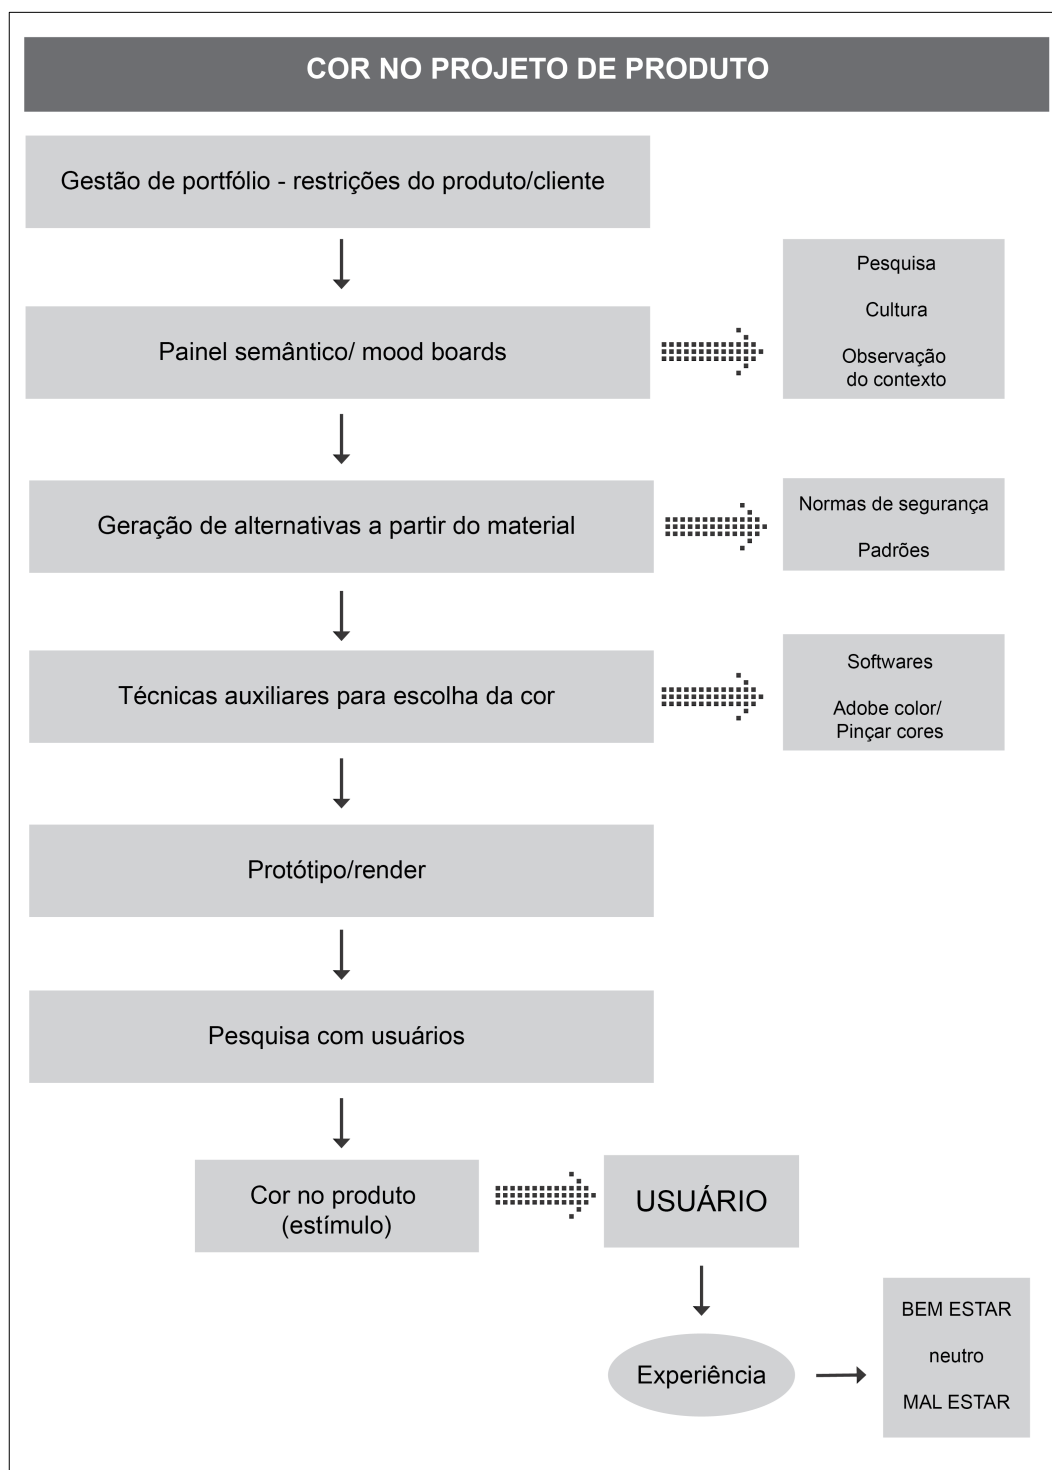 COR NO PROJETO DE PRODUTO
Gestão de portfólio - restrições do produto/cliente
Painel semântico/ mood boards
Pesquisa
Cultura
Observação
do contexto
Geração de alternativas a partir do material
Normas de segurança
Padrões
Técnicas auxiliares para escolha da cor
Softwares
Adobe color/
Pinçar cores
Protótipo/render
Pesquisa com usuários
Cor no produto
(estímulo)
USUÁRIO
Experiência
BEM ESTAR
neutro
MAL ESTAR